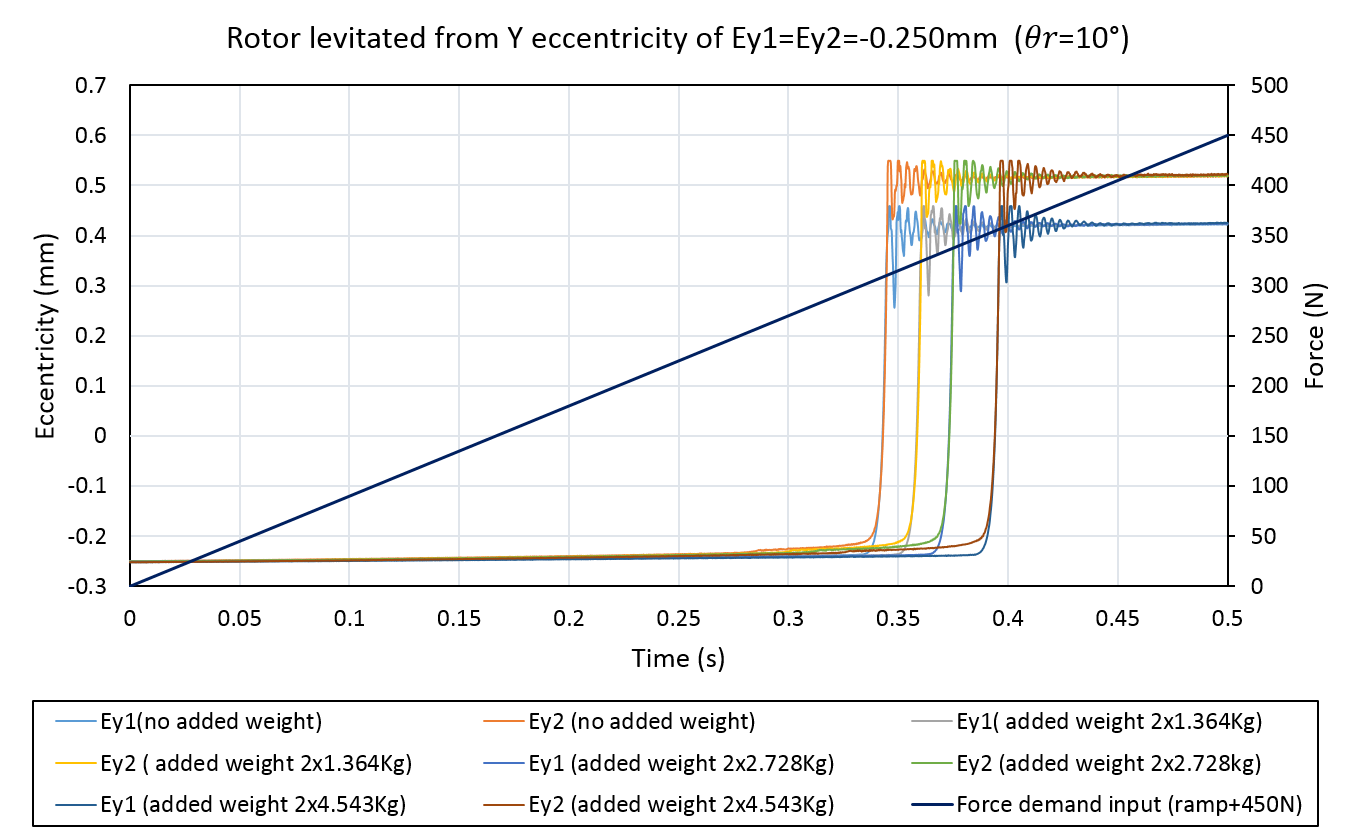 Rotor levitated from Y eccentricity of Ey1=Ey2=-0.250mm (𝜃𝑟=10°)
0.7
0.6
0.5
0.4
0.3
0.2
0.1
0
-0.1
-0.2
-0.3
Eccentricity (mm)
500
450
400
350
300
250
200
150
100
50
0
Force (N)
0 0.05 0.1 0.15 0.2 0.25 0.3 0.35 0.4 0.45 0.5
Time (s)
Ey1(no added weight) Ey2 (no added weight) Ey1( added weight 2x1.364Kg)
Ey2 ( added weight 2x1.364Kg) Ey1 (added weight 2x2.728Kg) Ey2 (added weight 2x2.728kg)
Ey1 (added weight 2x4.543Kg) Ey2 (added weight 2x4.543Kg) Force demand input (ramp+450N)